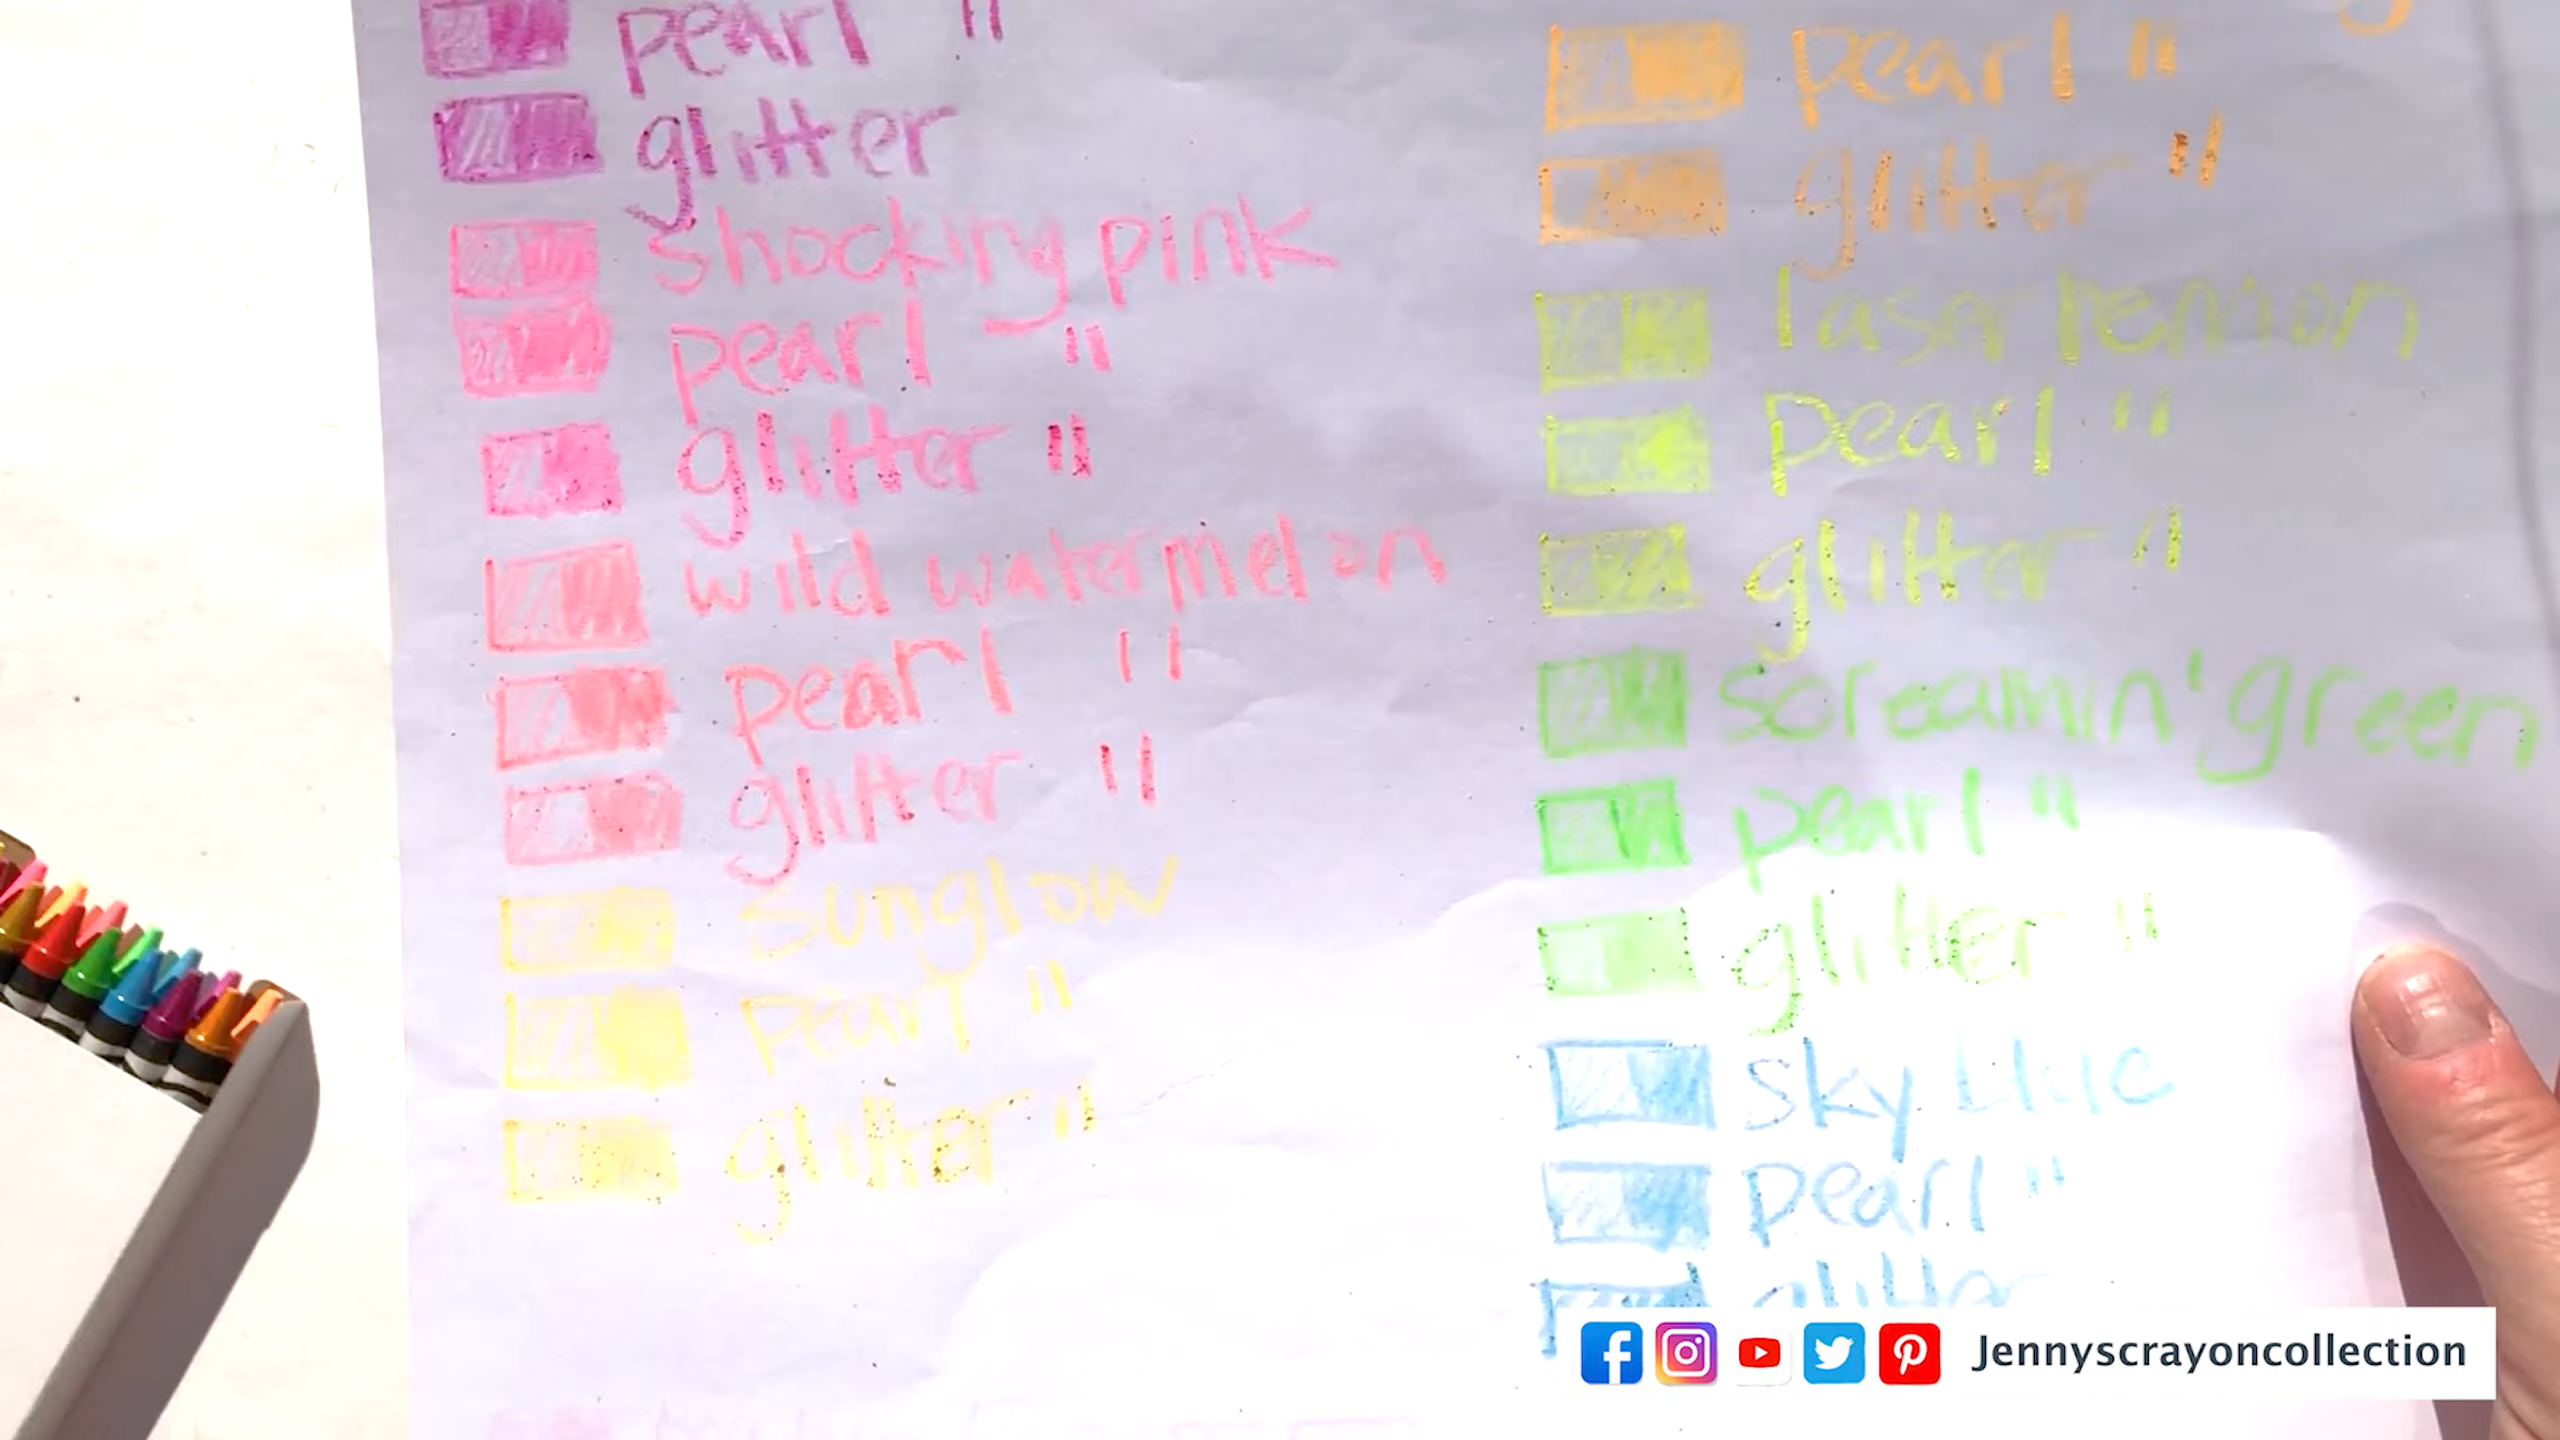 pearl "
glitter
shocking pink
pearl "
glitter "
wild watermelon
pearl "
glitter "
sunglow
pearl "
glitter "
pearl "
glitter "
laser lemon
pearl "
glitter "
screamin' green
pearl "
glitter "
sky blue
pearl "
glitter
Jennyscrayoncollection